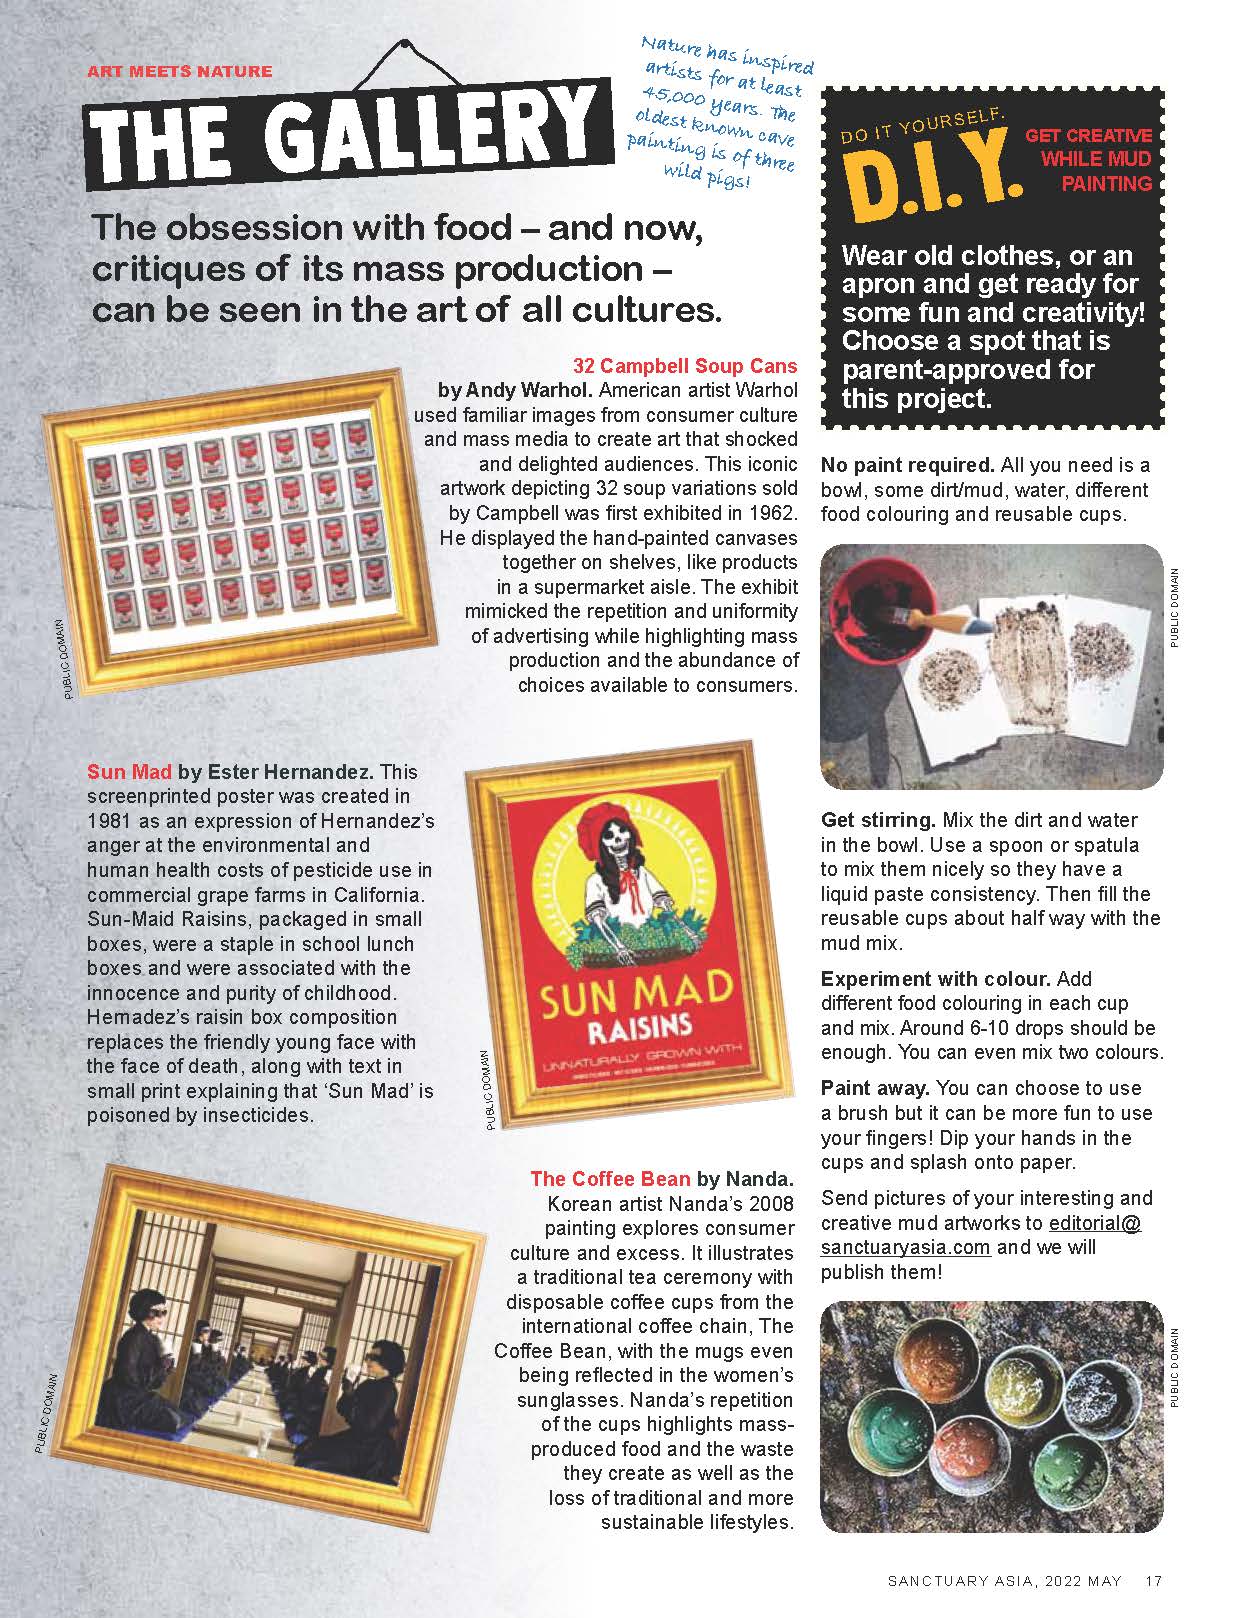 ART MEETS NATURE
THE GALLERY
Nature has inspired
artists for at least
45,000 years. The
oldest known cave
painting is of three
wild pigs!
The obsession with food – and now,
critiques of its mass production –
can be seen in the art of all cultures.
32 Campbell Soup Cans
by Andy Warhol. American artist Warhol
used familiar images from consumer culture
and mass media to create art that shocked
and delighted audiences. This iconic
artwork depicting 32 soup variations sold
by Campbell was first exhibited in 1962.
He displayed the hand-painted canvases
together on shelves, like products
in a supermarket aisle. The exhibit
mimicked the repetition and uniformity
of advertising while highlighting mass
production and the abundance of
choices available to consumers.
PUBLIC DOMAIN
Sun Mad by Ester Hernandez. This
screenprinted poster was created in
1981 as an expression of Hernandez’s
anger at the environmental and
human health costs of pesticide use in
commercial grape farms in California.
Sun-Maid Raisins, packaged in small
boxes, were a staple in school lunch
boxes and were associated with the
innocence and purity of childhood.
Hernadez’s raisin box composition
replaces the friendly young face with
the face of death, along with text in
small print explaining that ‘Sun Mad’ is
poisoned by insecticides.
SUN MAD
RAISINS
UNNATURALLY GROWN WITH
PUBLIC DOMAIN
The Coffee Bean by Nanda.
Korean artist Nanda’s 2008
painting explores consumer
culture and excess. It illustrates
a traditional tea ceremony with
disposable coffee cups from the
international coffee chain, The
Coffee Bean, with the mugs even
being reflected in the women’s
sunglasses. Nanda’s repetition
of the cups highlights mass-
produced food and the waste
they create as well as the
loss of traditional and more
sustainable lifestyles.
PUBLIC DOMAIN
DO IT YOURSELF.
D.I.Y.
GET CREATIVE
WHILE MUD
PAINTING
Wear old clothes, or an
apron and get ready for
some fun and creativity!
Choose a spot that is
parent-approved for
this project.
No paint required. All you need is a
bowl, some dirt/mud, water, different
food colouring and reusable cups.
PUBLIC DOMAIN
Get stirring. Mix the dirt and water
in the bowl. Use a spoon or spatula
to mix them nicely so they have a
liquid paste consistency. Then fill the
reusable cups about half way with the
mud mix.
Experiment with colour. Add
different food colouring in each cup
and mix. Around 6-10 drops should be
enough. You can even mix two colours.
Paint away. You can choose to use
a brush but it can be more fun to use
your fingers! Dip your hands in the
cups and splash onto paper.
Send pictures of your interesting and
creative mud artworks to editorial@
sanctuaryasia.com and we will
publish them!
PUBLIC DOMAIN
SANCTUARY ASIA, 2022 MAY 17